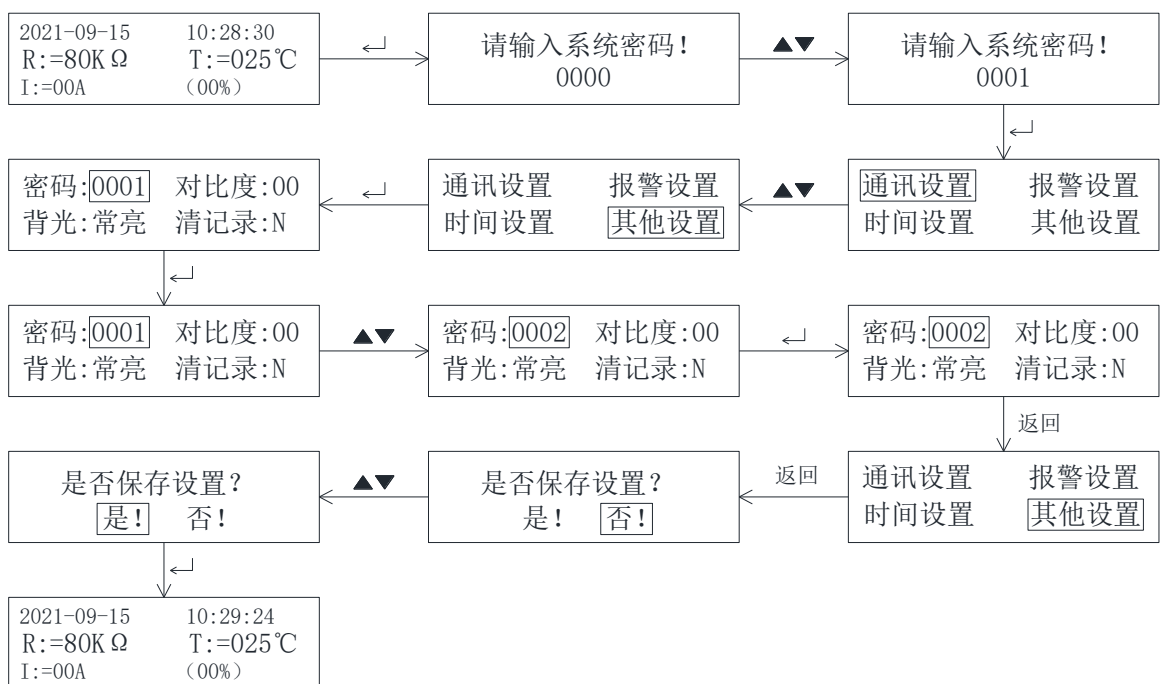 2021-09-15 10:28:30
R:=80KΩ T:=025℃
I:=00A （00%）
↵
请输入系统密码！
0000
▲▼
请输入系统密码！
0001
↵
通讯设置 报警设置
时间设置 其他设置
▲▼
通讯设置 报警设置
时间设置 其他设置
↵
密码:0001 对比度:00
背光:常亮 清记录:N
↵
密码:0001 对比度:00
背光:常亮 清记录:N
▲▼
密码:0002 对比度:00
背光:常亮 清记录:N
↵
密码:0002 对比度:00
背光:常亮 清记录:N
返回
通讯设置 报警设置
时间设置 其他设置
返回
是否保存设置？
是！ 否！
▲▼
是否保存设置？
是！ 否！
↵
2021-09-15 10:29:24
R:=80KΩ T:=025℃
I:=00A （00%）